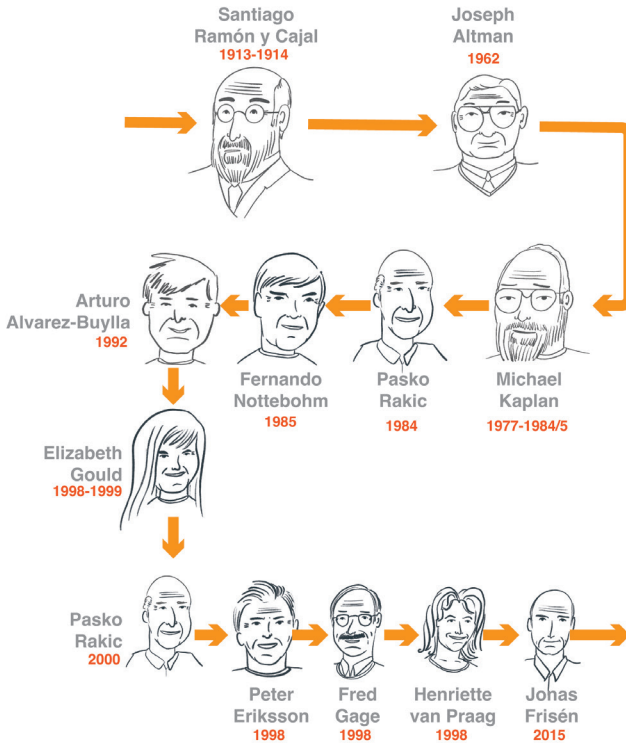 Santiago
Ramón y Cajal
1913-1914
Joseph
Altman
1962
Michael
Kaplan
1977-1984/5
Pasko
Rakic
1984
Fernando
Nottebohm
1985
Arturo
Alvarez-Buylla
1992
Elizabeth
Gould
1998-1999
Pasko
Rakic
2000
Peter
Eriksson
1998
Fred
Gage
1998
Henriette
van Praag
1998
Jonas
Frisén
2015